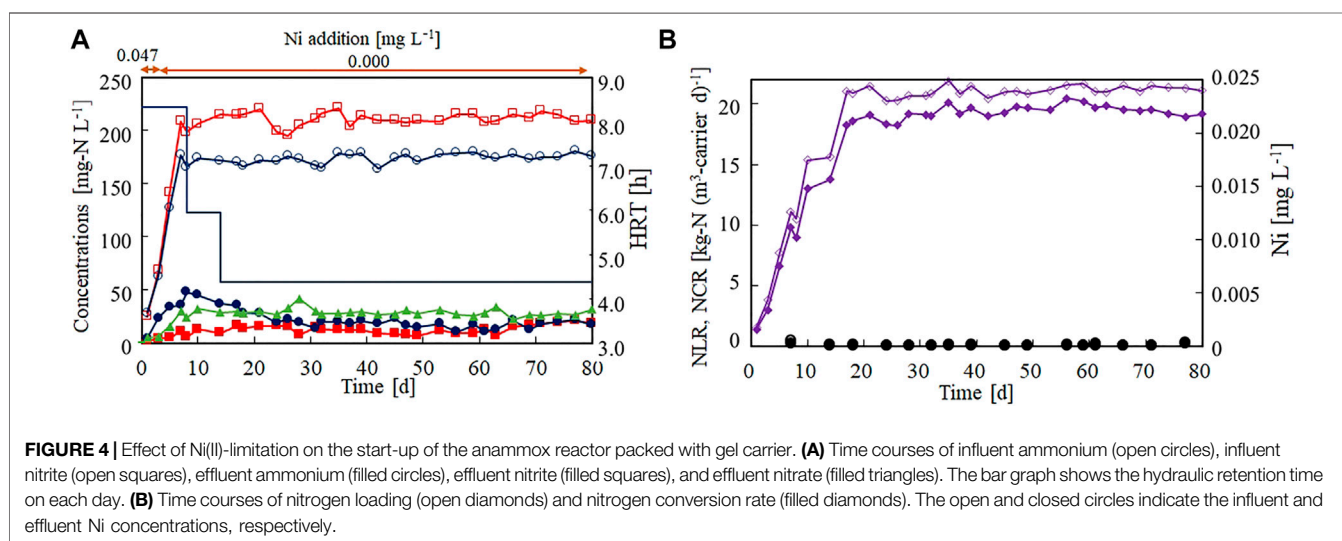 A
Ni addition [mg L⁻¹]
0.047
0.000
250
200
150
100
50
0
Concentrations [mg-N L⁻¹]
9.0
8.0
7.0
6.0
5.0
4.0
3.0
HRT [h]
0 10 20 30 40 50 60 70 80
Time [d]
B
20
15
10
5
0
NLR, NCR [kg-N (m³-carrier d)⁻¹]
0.025
0.020
0.015
0.010
0.005
0
Ni [mg L⁻¹]
0 10 20 30 40 50 60 70 80
Time [d]
FIGURE 4 | Effect of Ni(II)-limitation on the start-up of the anammox reactor packed with gel carrier. (A) Time courses of influent ammonium (open circles), influent
nitrite (open squares), effluent ammonium (filled circles), effluent nitrite (filled squares), and effluent nitrate (filled triangles). The bar graph shows the hydraulic retention time
on each day. (B) Time courses of nitrogen loading (open diamonds) and nitrogen conversion rate (filled diamonds). The open and closed circles indicate the influent and
effluent Ni concentrations, respectively.